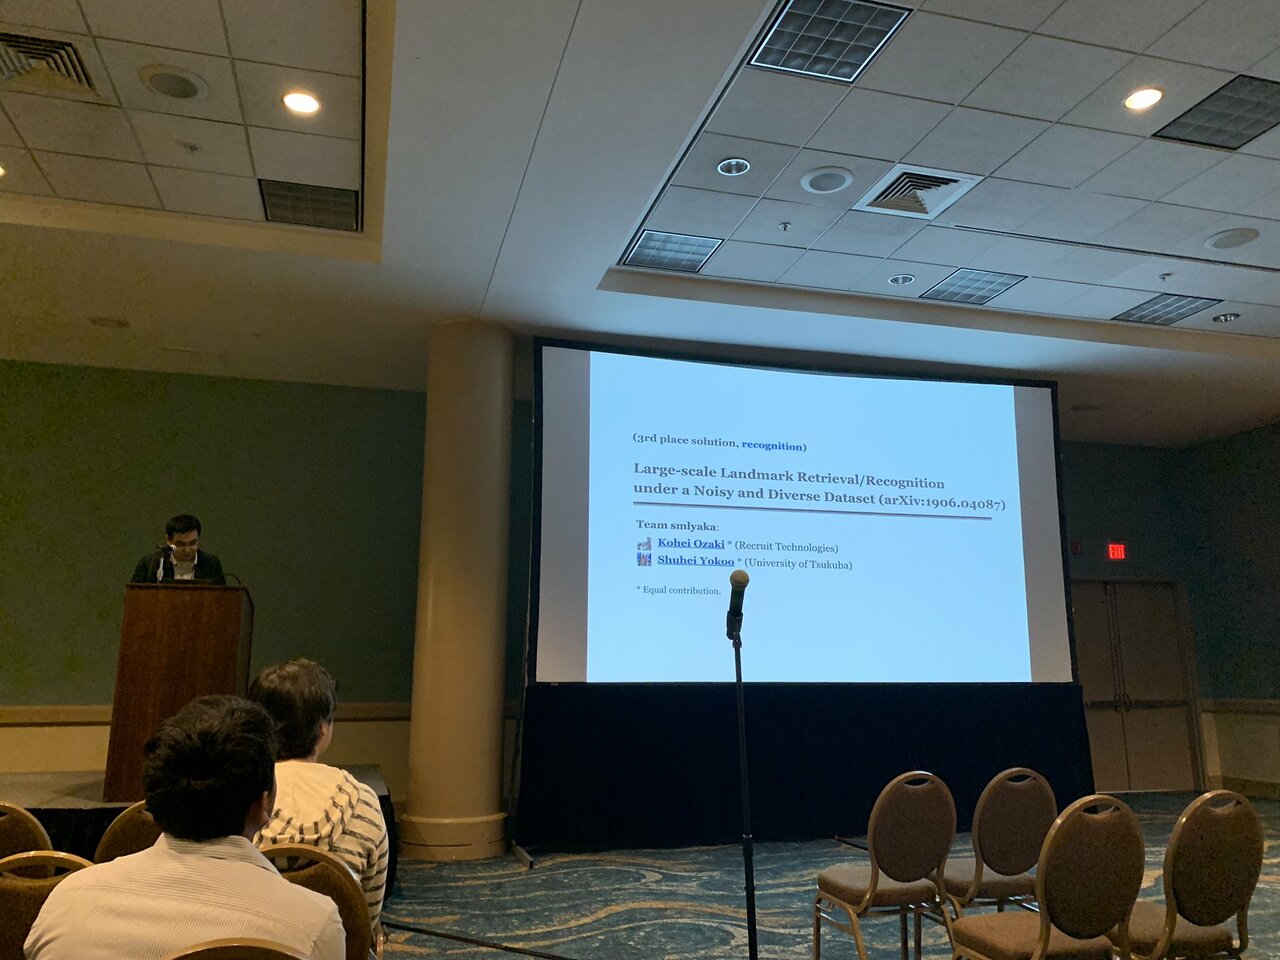 (3rd place solution, recognition)
Large-scale Landmark Retrieval/Recognition
under a Noisy and Diverse Dataset (arXiv:1906.04087)
Team smlyaka:
Kohei Ozaki * (Recruit Technologies)
Shuhei Yokoo * (University of Tsukuba)
* Equal contribution.
EXIT